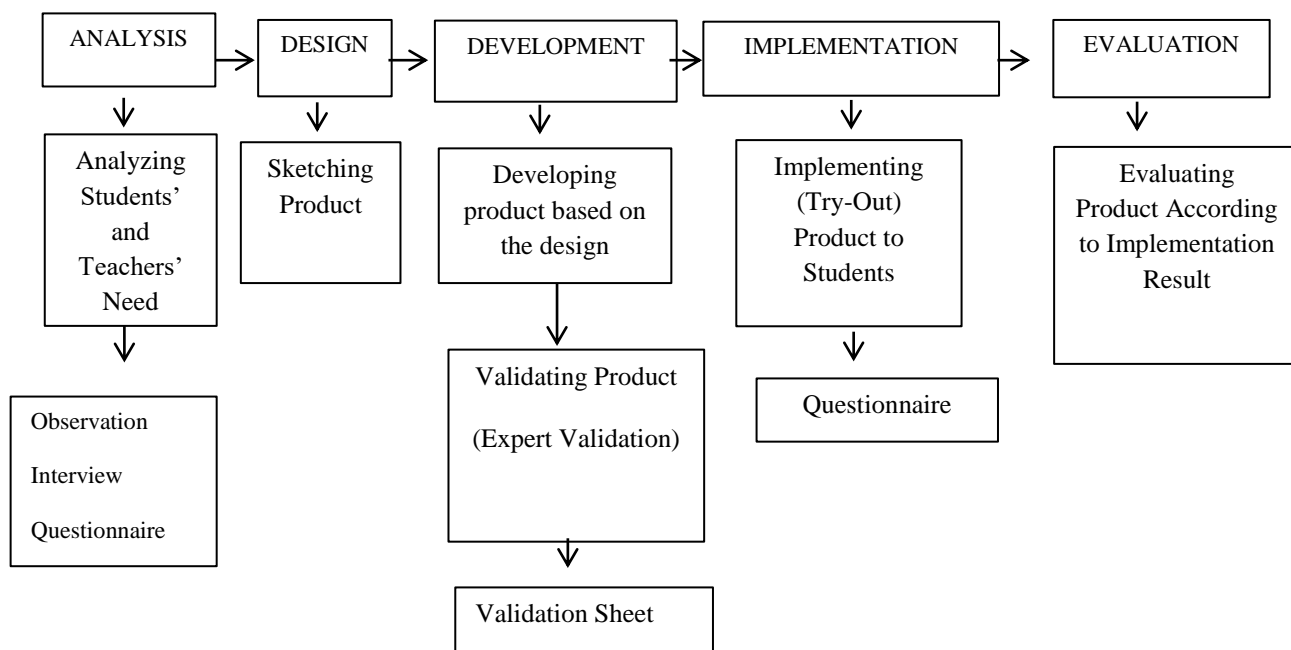 ANALYSIS
DESIGN
DEVELOPMENT
IMPLEMENTATION
EVALUATION
Analyzing
Students’
and
Teachers’
Need
Sketching
Product
Developing
product based on
the design
Implementing
(Try-Out)
Product to
Students
Evaluating
Product According
to Implementation
Result
Observation
Interview
Questionnaire
Validating Product
(Expert Validation)
Questionnaire
Validation Sheet